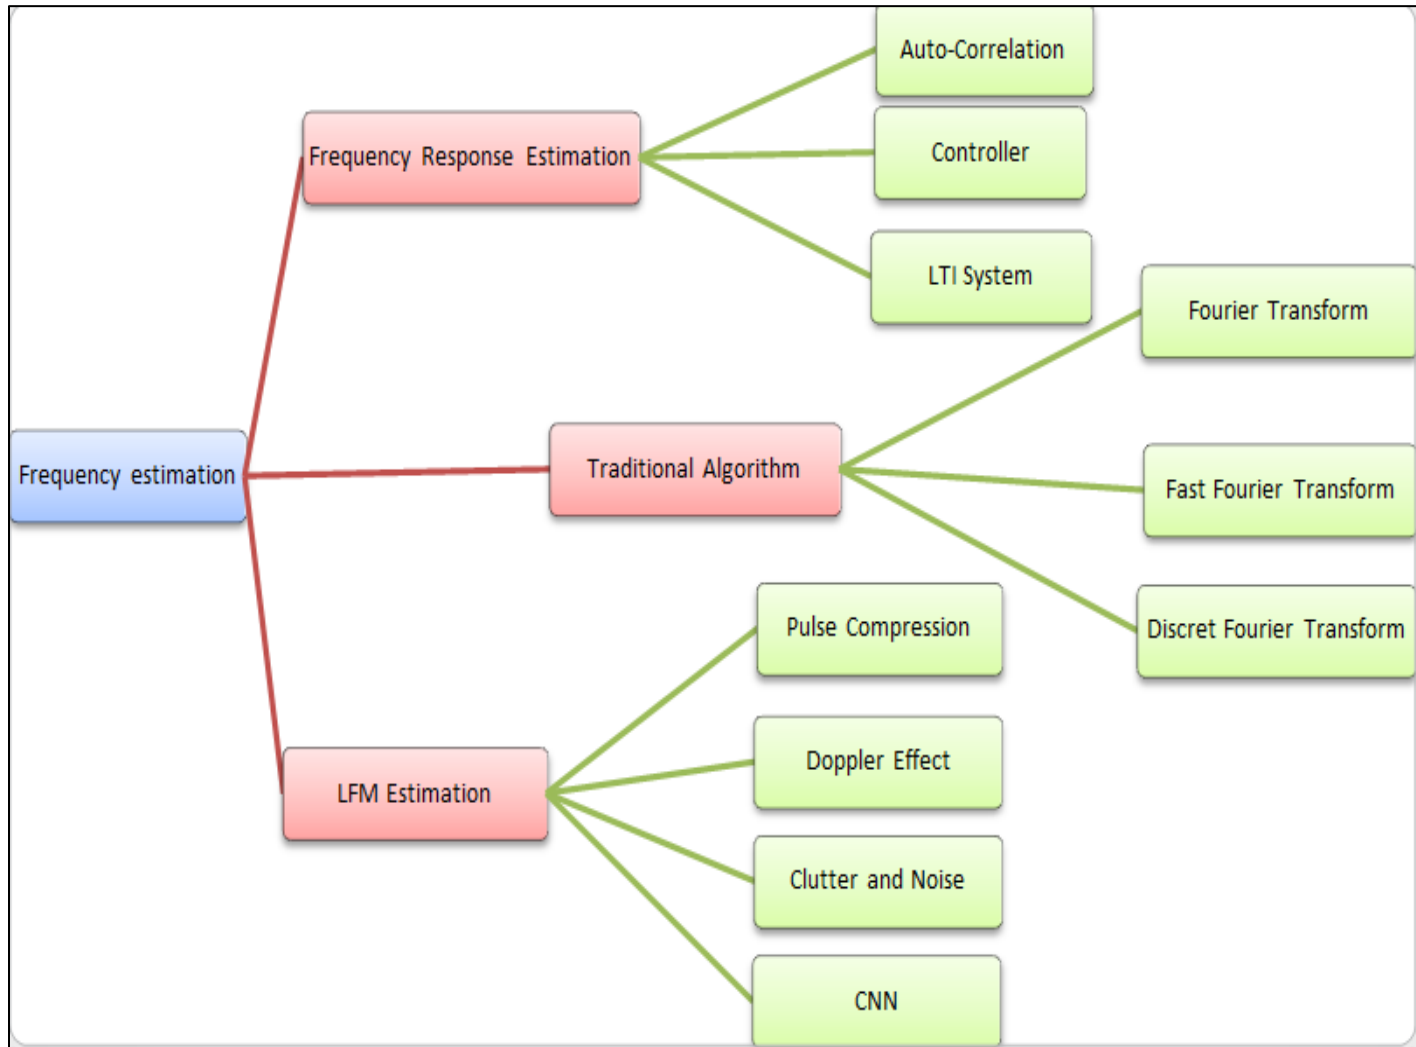 Auto-Correlation
Frequency Response Estimation
Controller
LTI System
Fourier Transform
Frequency estimation
Traditional Algorithm
Fast Fourier Transform
Discret Fourier Transform
Pulse Compression
Doppler Effect
LFM Estimation
Clutter and Noise
CNN